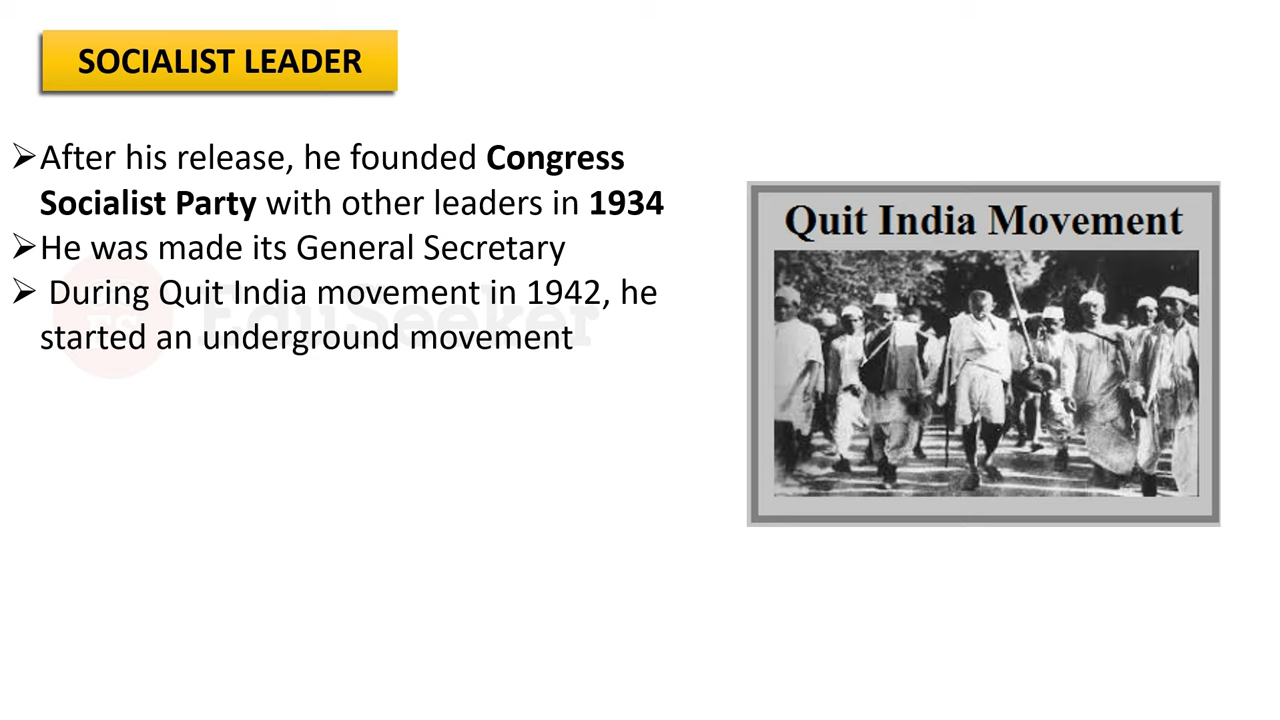 SOCIALIST LEADER
➢After his release, he founded Congress
Socialist Party with other leaders in 1934
➢He was made its General Secretary
➢ During Quit India movement in 1942, he
started an underground movement
Quit India Movement
EduSeeker